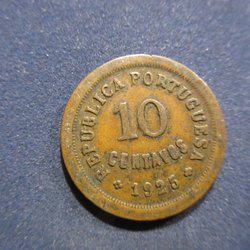 REPUBLICA PORTUGUESA
10
CENTAVOS
* 1925 *